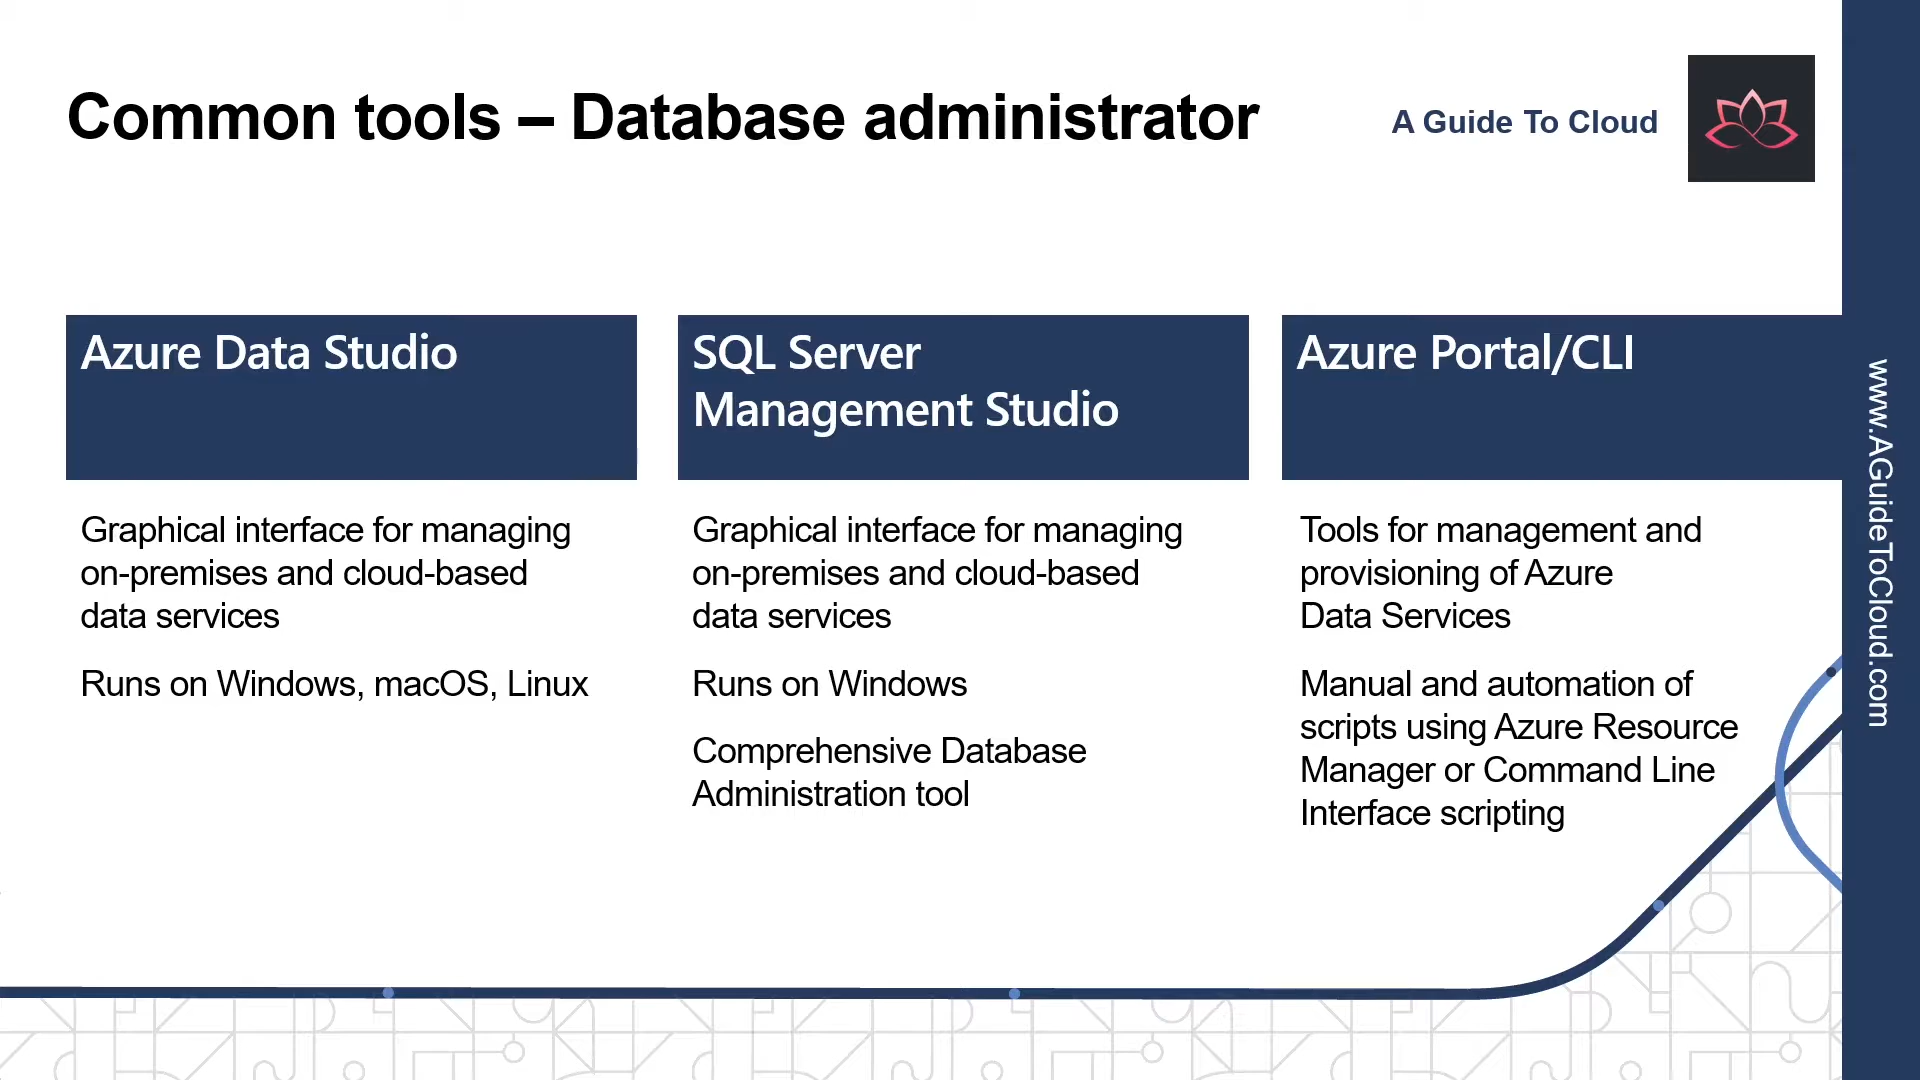 Common tools – Database administrator
A Guide To Cloud
Azure Data Studio
Graphical interface for managing
on-premises and cloud-based
data services
Runs on Windows, macOS, Linux
SQL Server
Management Studio
Graphical interface for managing
on-premises and cloud-based
data services
Runs on Windows
Comprehensive Database
Administration tool
Azure Portal/CLI
Tools for management and
provisioning of Azure
Data Services
Manual and automation of
scripts using Azure Resource
Manager or Command Line
Interface scripting
www.AGuideToCloud.com